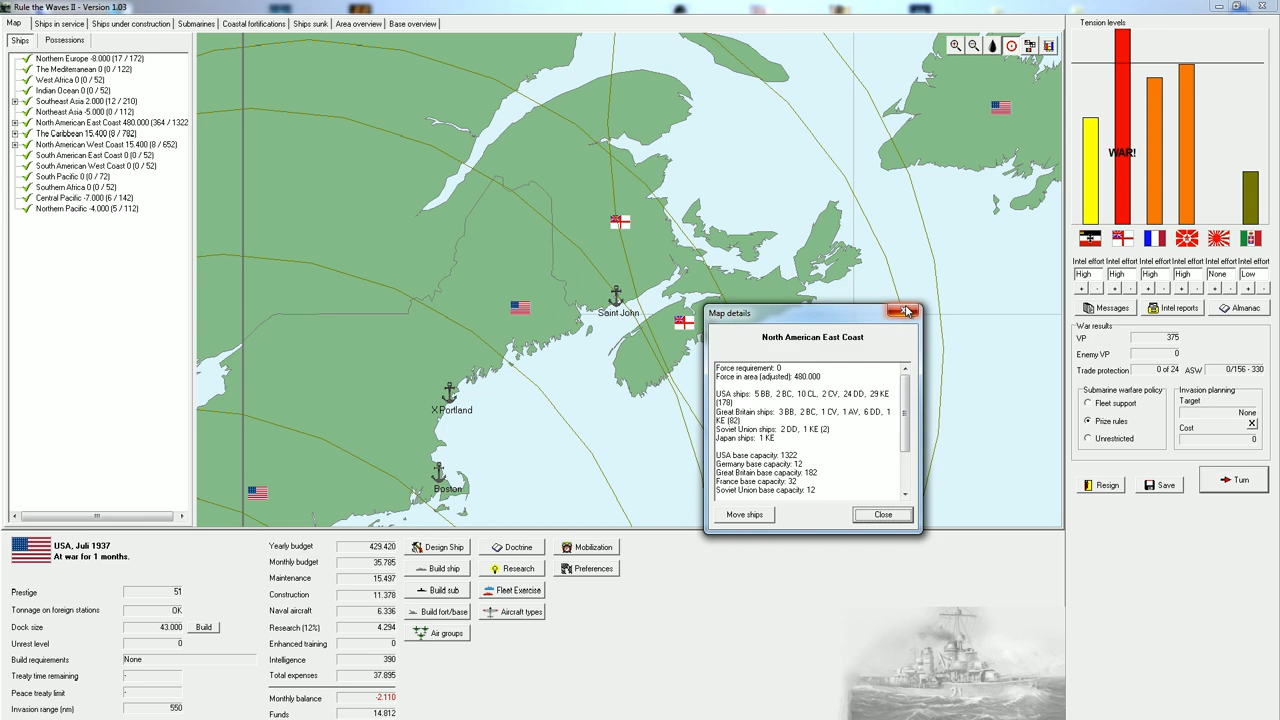 Rule the Waves II - Version 1.03
Map
Ships in service
Ships under construction
Submarines
Coastal fortifications
Ships sunk
Area overview
Base overview
Ships
Possessions
Northern Europe -8.000 (17 / 172)
The Mediterranean 0 (0 / 122)
West Africa 0 (0 / 52)
Indian Ocean 0 (0 / 52)
Southeast Asia 2.000 (12 / 210)
Northeast Asia -5.000 (0 / 112)
North American East Coast 480.000 (364 / 1322
The Caribbean 15.400 (8 / 782)
North American West Coast 15.400 (8 / 652)
South American East Coast 0 (0 / 52)
South American West Coast 0 (0 / 52)
South Pacific 0 (0 / 72)
Southern Africa 0 (0 / 52)
Central Pacific -7.000 (6 / 142)
Northern Pacific -4.000 (5 / 112)
Saint John
X Portland
Boston
Map details
North American East Coast
Force requirement: 0
Force in area (adjusted): 480.000
USA ships: 5 BB, 2 BC, 10 CL, 2 CV, 24 DD, 29 KE
(178)
Great Britain ships: 3 BB, 2 BC, 1 CV, 1 AV, 6 DD, 1
KE (82)
Soviet Union ships: 2 DD, 1 KE (2)
Japan ships: 1 KE
USA base capacity: 1322
Germany base capacity: 12
Great Britain base capacity: 182
France base capacity: 32
Soviet Union base capacity: 12
Move ships
Close
Tension levels
WAR!
Intel effort Intel effort Intel effort Intel effort Intel effort Intel effort
High High High High None Low
+ - + - + - + - + - + -
Messages
Intel reports
Almanac
War results
VP 375
Enemy VP 0
Trade protection 0 of 24 ASW 0/156 - 330
Submarine warfare policy
Fleet support
Prize rules
Unrestricted
Invasion planning
Target
None
Cost X
0
Resign
Save
Turn
USA, Juli 1937
At war for 1 months.
Prestige 51
Tonnage on foreign stations OK
Dock size 43.000 Build
Unrest level 0
Build requirements None
Treaty time remaining -
Peace treaty limit -
Invasion range (nm) 550
Yearly budget 429.420
Monthly budget 35.785
Maintenance 15.497
Construction 11.378
Naval aircraft 6.336
Research (12%) 4.294
Enhanced training 0
Intelligence 390
Total expenses 37.895
Monthly balance -2.110
Funds 14.812
Design Ship
Doctrine
Mobilization
Build ship
Research
Preferences
Build sub
Fleet Exercise
Build fort/base
Aircraft types
Air groups